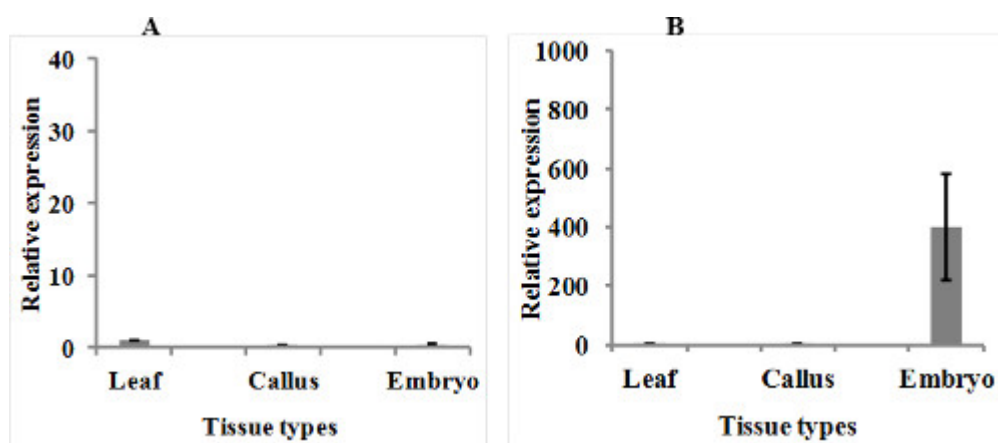 A
40
30
20
10
0
Relative expression
Leaf Callus Embryo
Tissue types
B
1000
800
600
400
200
0
Relative expression
Leaf Callus Embryo
Tissue types